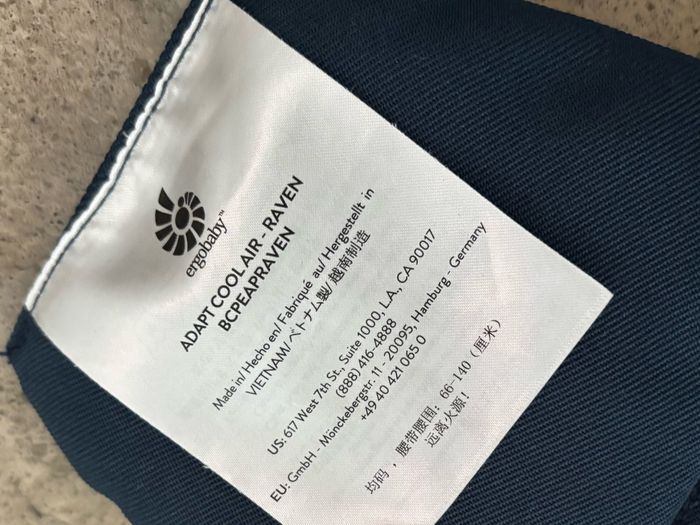 ergobaby™
ADAPT COOL AIR - RAVEN
BCPEAPRAVEN
Made in/ Hecho en/ Fabriqué au/ Hergestellt in
VIETNAM/ベトナム製/越南制造
US: 617 West 7th St., Suite 1000, L.A., CA 90017
(888) 416-4888
EU: GmbH - Mönckebergstr. 11 - 20095, Hamburg - Germany
+49 40 421 065 0
均码，腰带腰围：66-140（厘米）
远离火源！